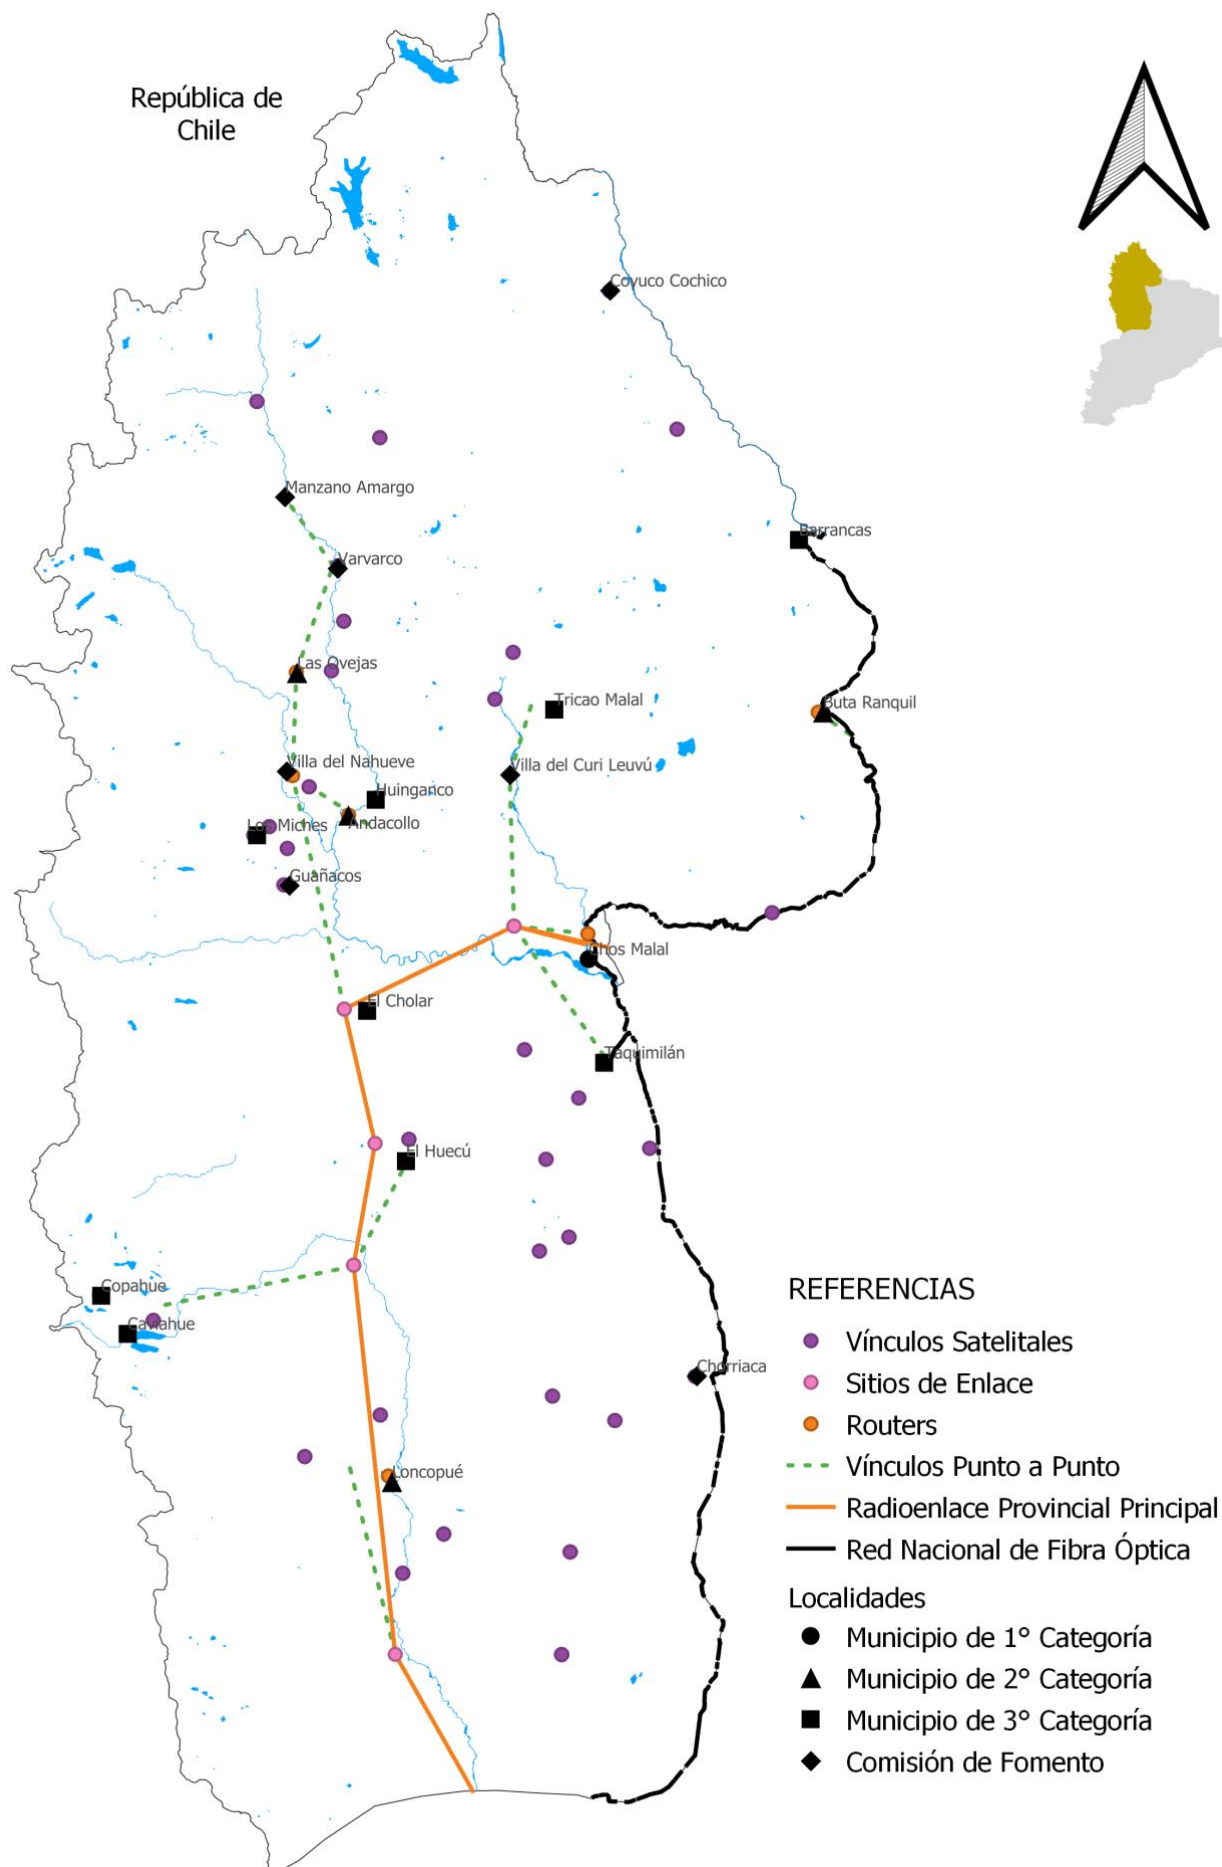 República de
Chile
Coyuco Cochico
Manzano Amargo
Barrancas
Varvarco
Las Ovejas
Tricao Malal
Buta Ranquil
Villa del Nahueve
Villa del Curi Leuvú
Huinganco
Los Miches
Andacollo
Guañacos
Chos Malal
El Cholar
Taquimilán
El Huecú
Copahue
Caviahue
Chorriaca
Loncopué
REFERENCIAS
Vínculos Satelitales
Sitios de Enlace
Routers
Vínculos Punto a Punto
Radioenlace Provincial Principal
Red Nacional de Fibra Óptica
Localidades
Municipio de 1° Categoría
Municipio de 2° Categoría
Municipio de 3° Categoría
Comisión de Fomento